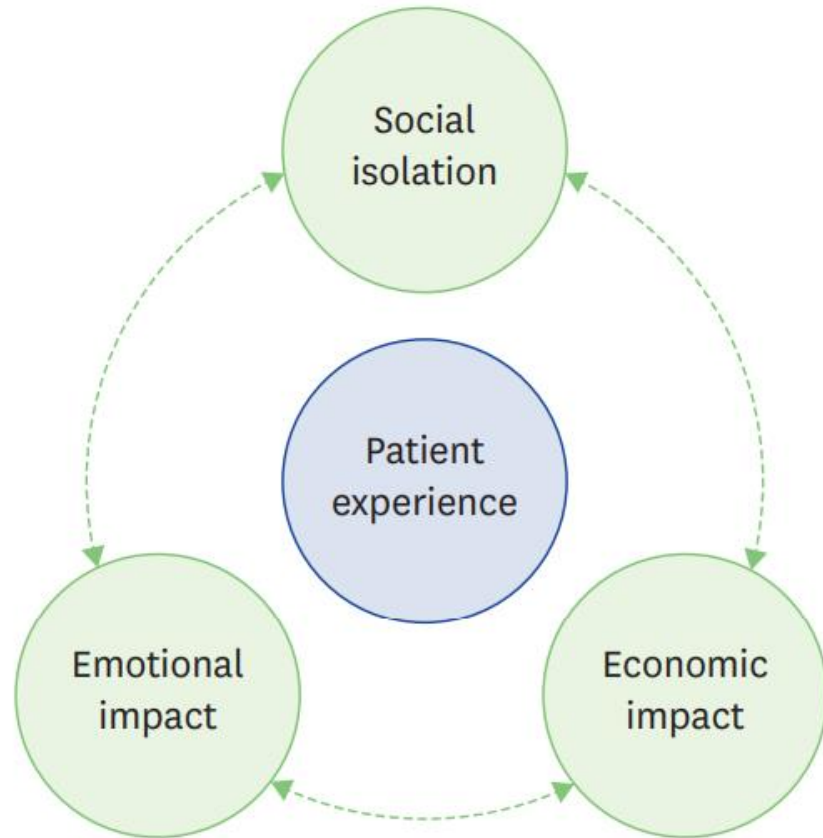 Social
isolation
Patient
experience
Emotional
impact
Economic
impact